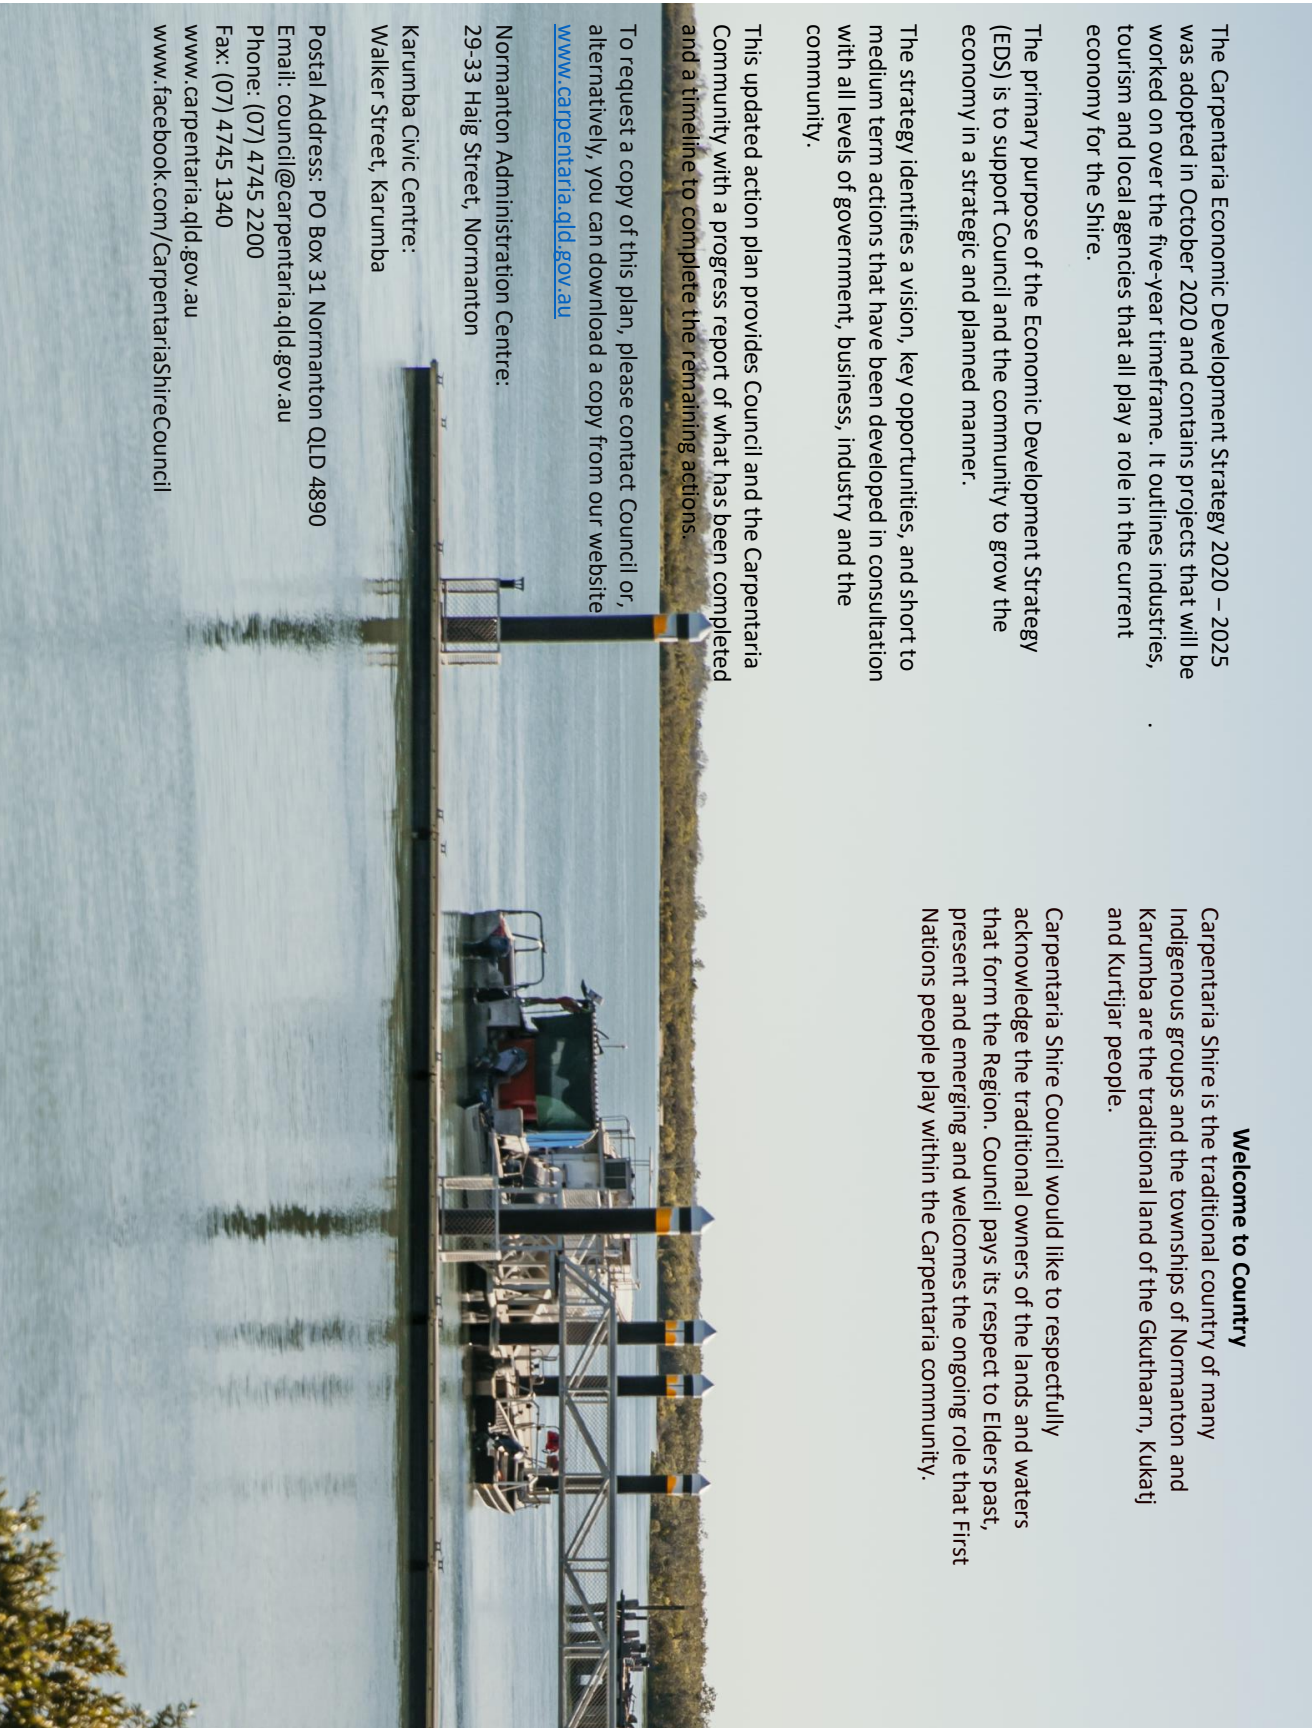 The Carpentaria Economic Development Strategy 2020 – 2025
was adopted in October 2020 and contains projects that will be
worked on over the five-year timeframe. It outlines industries,
tourism and local agencies that all play a role in the current
economy for the Shire.
The primary purpose of the Economic Development Strategy
(EDS) is to support Council and the community to grow the
economy in a strategic and planned manner.
The strategy identifies a vision, key opportunities, and short to
medium term actions that have been developed in consultation
with all levels of government, business, industry and the
community.
This updated action plan provides Council and the Carpentaria
Community with a progress report of what has been completed
and a timeline to complete the remaining actions.
To request a copy of this plan, please contact Council or,
alternatively, you can download a copy from our website
www.carpentaria.qld.gov.au
Normanton Administration Centre:
29-33 Haig Street, Normanton
Karumba Civic Centre:
Walker Street, Karumba
Postal Address: PO Box 31 Normanton QLD 4890
Email: council@carpentaria.qld.gov.au
Phone: (07) 4745 2200
Fax: (07) 4745 1340
www.carpentaria.qld.gov.au
www.facebook.com/CarpentariaShireCouncil
.
Welcome to Country
Carpentaria Shire is the traditional country of many
Indigenous groups and the townships of Normanton and
Karumba are the traditional land of the Gkuthaarn, Kukatj
and Kurtijar people.
Carpentaria Shire Council would like to respectfully
acknowledge the traditional owners of the lands and waters
that form the Region. Council pays its respect to Elders past,
present and emerging and welcomes the ongoing role that First
Nations people play within the Carpentaria community.